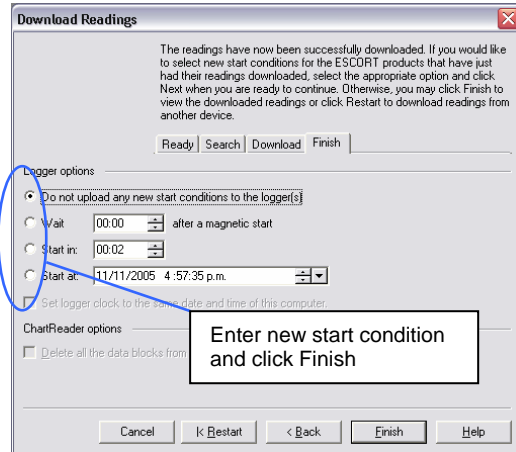 Download Readings
The readings have now been successfully downloaded. If you would like
to select new start conditions for the ESCORT products that have just
had their readings downloaded, select the appropriate option and click
Next when you are ready to continue. Otherwise, you may click Finish to
view the downloaded readings or click Restart to download readings from
another device.
Ready Search Download Finish
Logger options
Do not upload any new start conditions to the logger(s)
Wait 00:00 after a magnetic start
Start in: 00:02
Start at: 11/11/2005 4:57:35 p.m.
Set logger clock to the same date and time of this computer.
ChartReader options
Delete all the data blocks from
Enter new start condition
and click Finish
Cancel |< Restart < Back Finish Help